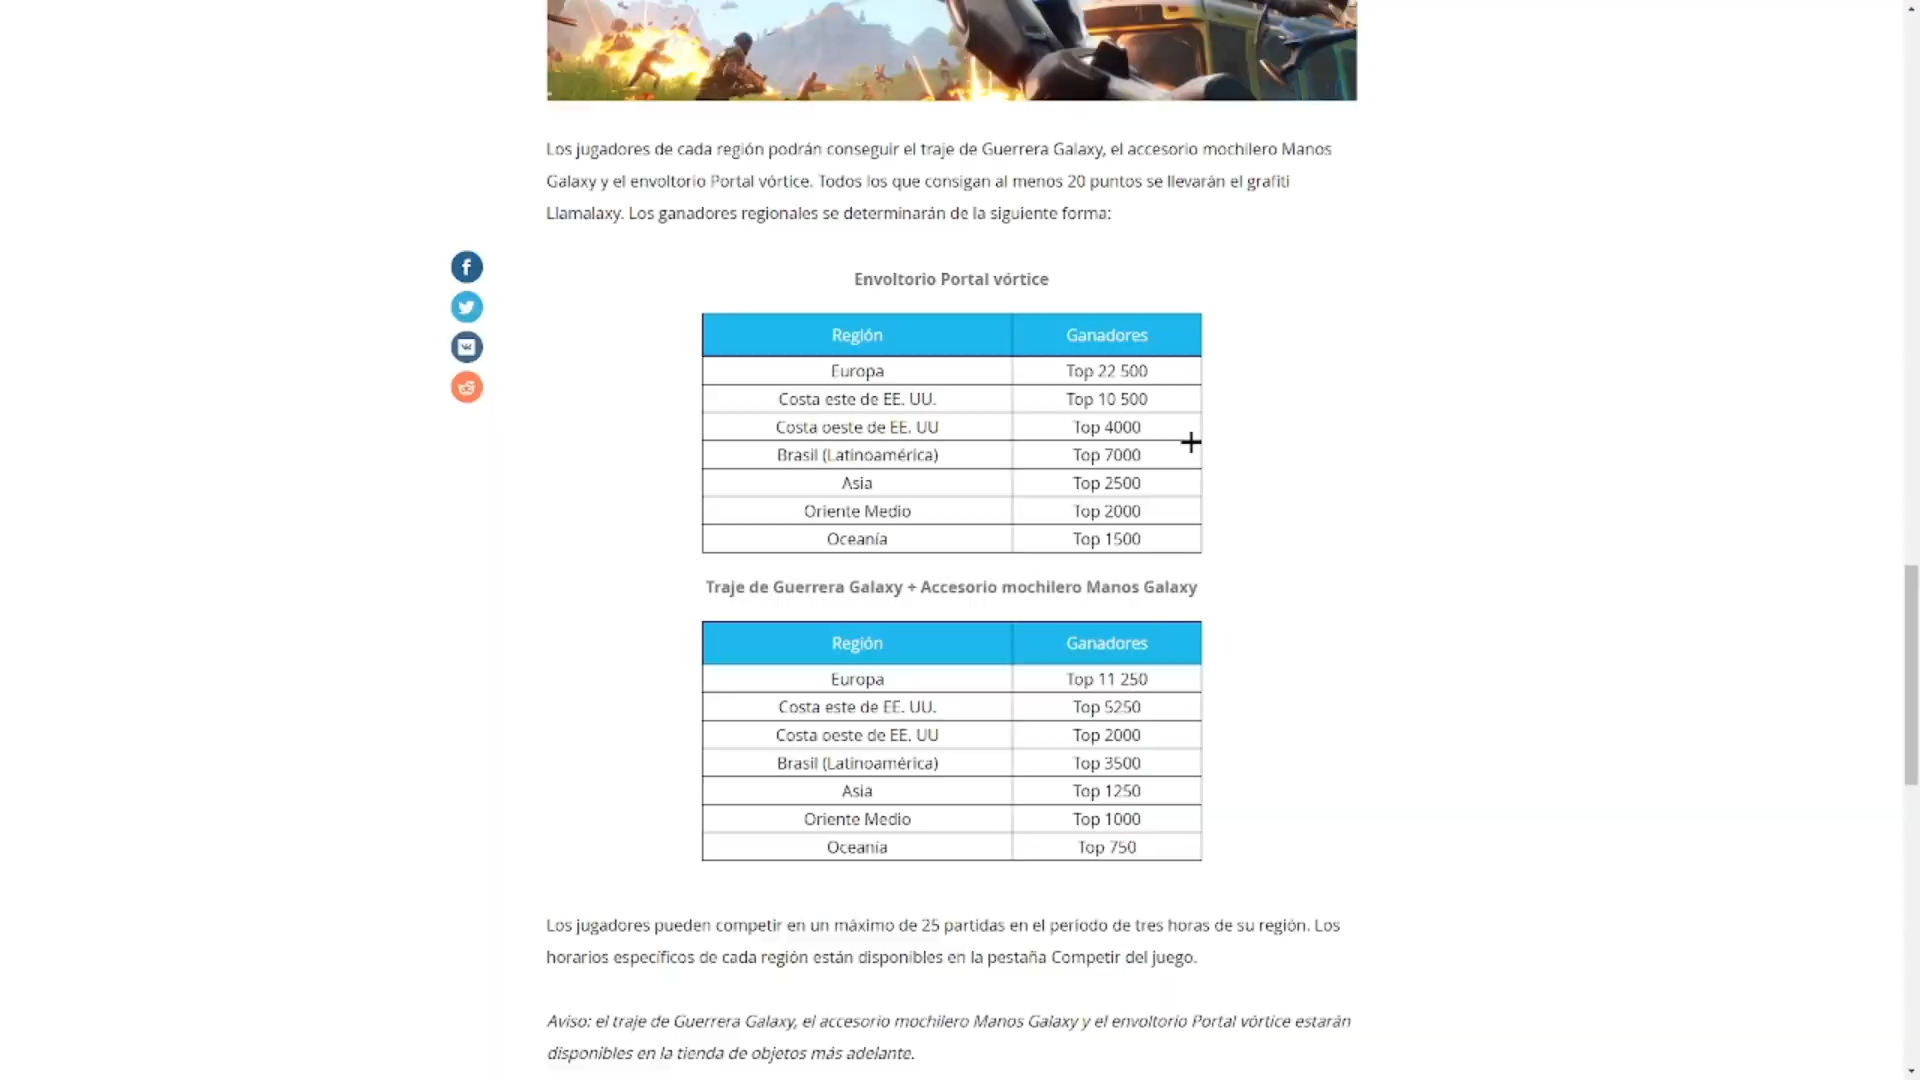 Los jugadores de cada región podrán conseguir el traje de Guerrera Galaxy, el accesorio mochilero Manos
Galaxy y el envoltorio Portal vórtice. Todos los que consigan al menos 20 puntos se llevarán el grafiti
Llamalaxy. Los ganadores regionales se determinarán de la siguiente forma:
Envoltorio Portal vórtice
Región Ganadores
Europa Top 22 500
Costa este de EE. UU. Top 10 500
Costa oeste de EE. UU Top 4000
Brasil (Latinoamérica) Top 7000
Asia Top 2500
Oriente Medio Top 2000
Oceanía Top 1500
Traje de Guerrera Galaxy + Accesorio mochilero Manos Galaxy
Región Ganadores
Europa Top 11 250
Costa este de EE. UU. Top 5250
Costa oeste de EE. UU Top 2000
Brasil (Latinoamérica) Top 3500
Asia Top 1250
Oriente Medio Top 1000
Oceanía Top 750
Los jugadores pueden competir en un máximo de 25 partidas en el período de tres horas de su región. Los
horarios específicos de cada región están disponibles en la pestaña Competir del juego.
Aviso: el traje de Guerrera Galaxy, el accesorio mochilero Manos Galaxy y el envoltorio Portal vórtice estarán
disponibles en la tienda de objetos más adelante.